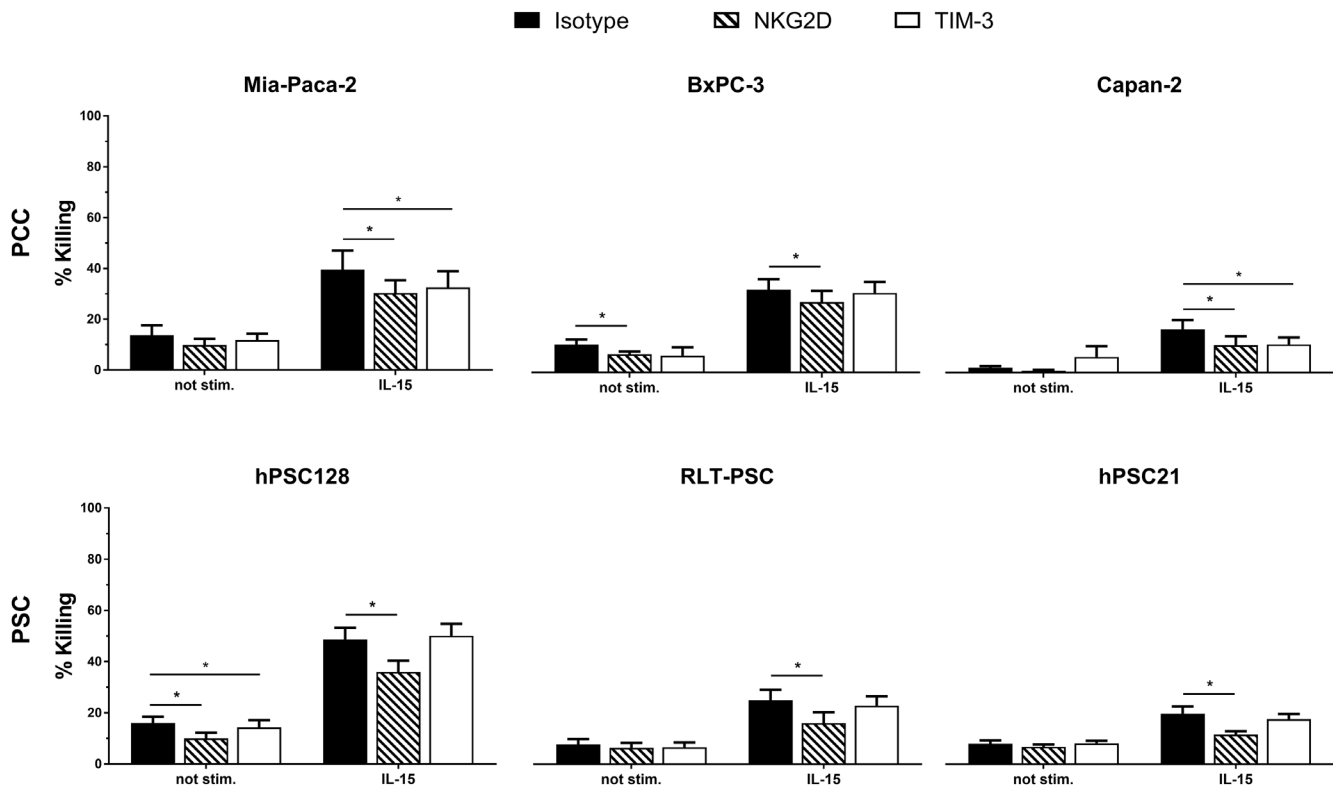 Isotype NKG2D TIM-3
Mia-Paca-2 BxPC-3 Capan-2
PCC
% Killing
100
80
60
40
20
0
* *
* *
* *
not stim. IL-15 not stim. IL-15 not stim. IL-15
hPSC128 RLT-PSC hPSC21
PSC
% Killing
100
80
60
40
20
0
* *
*
*
*
not stim. IL-15 not stim. IL-15 not stim. IL-15